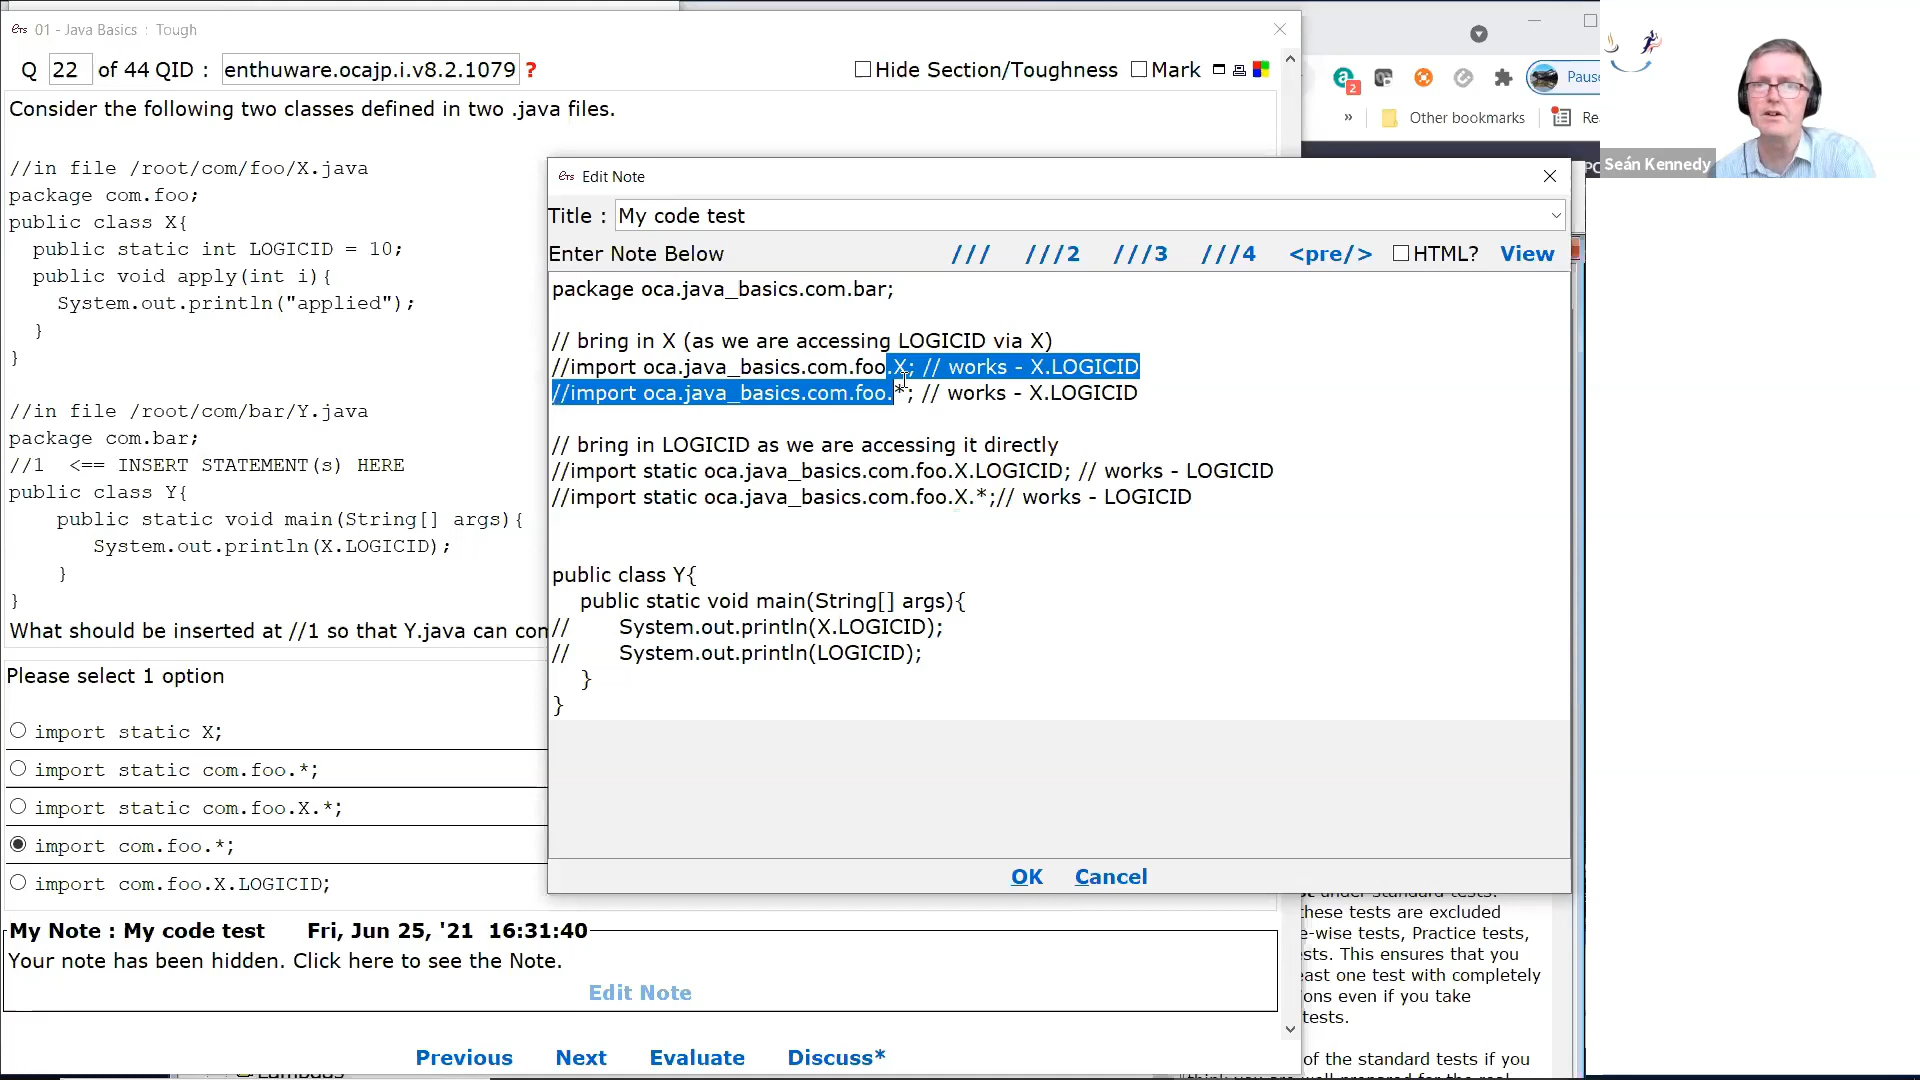 01 - Java Basics : Tough
Q 22 of 44 QID : enthuware.ocajp.i.v8.2.1079 ?
Hide Section/Toughness Mark
Consider the following two classes defined in two .java files.
//in file /root/com/foo/X.java
package com.foo;
public class X{
public static int LOGICID = 10;
public void apply(int i){
System.out.println("applied");
}
}
//in file /root/com/bar/Y.java
package com.bar;
//1 <== INSERT STATEMENT(s) HERE
public class Y{
public static void main(String[] args){
System.out.println(X.LOGICID);
}
}
What should be inserted at //1 so that Y.java can
Please select 1 option
import static X;
import static com.foo.*;
import static com.foo.X.*;
import com.foo.*;
import com.foo.X.LOGICID;
My Note : My code test Fri, Jun 25, '21 16:31:40
Your note has been hidden. Click here to see the Note.
Edit Note
Previous Next Evaluate Discuss*
Edit Note
Title : My code test
Enter Note Below /// ///2 ///3 ///4 <pre/> HTML? View
package oca.java_basics.com.bar;
// bring in X (as we are accessing LOGICID via X)
//import oca.java_basics.com.foo.X; // works - X.LOGICID
//import oca.java_basics.com.foo.*; // works - X.LOGICID
// bring in LOGICID as we are accessing it directly
//import static oca.java_basics.com.foo.X.LOGICID; // works - LOGICID
//import static oca.java_basics.com.foo.X.*;// works - LOGICID
public class Y{
public static void main(String[] args){
// System.out.println(X.LOGICID);
// System.out.println(LOGICID);
}
}
OK Cancel
2
Paus
» Other bookmarks
Seán Kennedy
under standard tests.
these tests are excluded
-wise tests, Practice tests,
This ensures that you
one test with completely
even if you take
tests.
of the standard tests if you